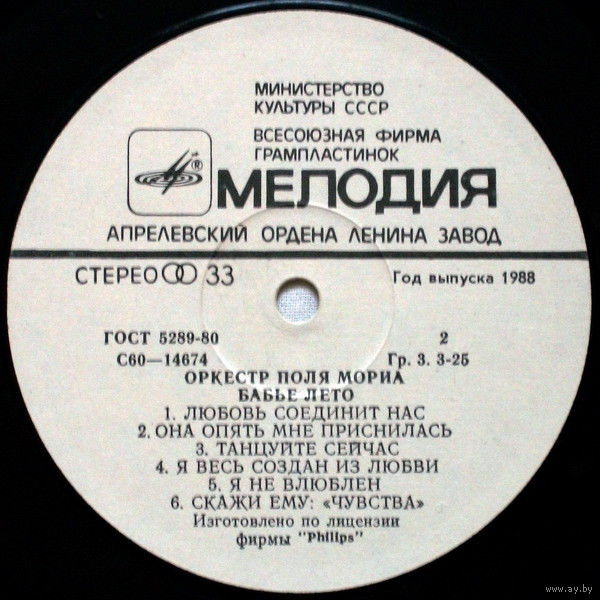 МИНИСТЕРСТВО
КУЛЬТУРЫ СССР
ВСЕСОЮЗНАЯ ФИРМА
ГРАМПЛАСТИНОК
®
МЕЛОДИЯ
АПРЕЛЕВСКИЙ ОРДЕНА ЛЕНИНА ЗАВОД
СТЕРЕО 33
Год выпуска 1988
ГОСТ 5289-80
2
С60—14674
Гр. 3. 3-25
ОРКЕСТР ПОЛЯ МОРИА
БАБЬЕ ЛЕТО
1. ЛЮБОВЬ СОЕДИНИТ НАС
2. ОНА ОПЯТЬ МНЕ ПРИСНИЛАСЬ
3. ТАНЦУЙТЕ СЕЙЧАС
4. Я ВЕСЬ СОЗДАН ИЗ ЛЮБВИ
5. Я НЕ ВЛЮБЛЕН
6. СКАЖИ ЕМУ: «ЧУВСТВА»
Изготовлено по лицензии
фирмы "Philips"
www.ay.by